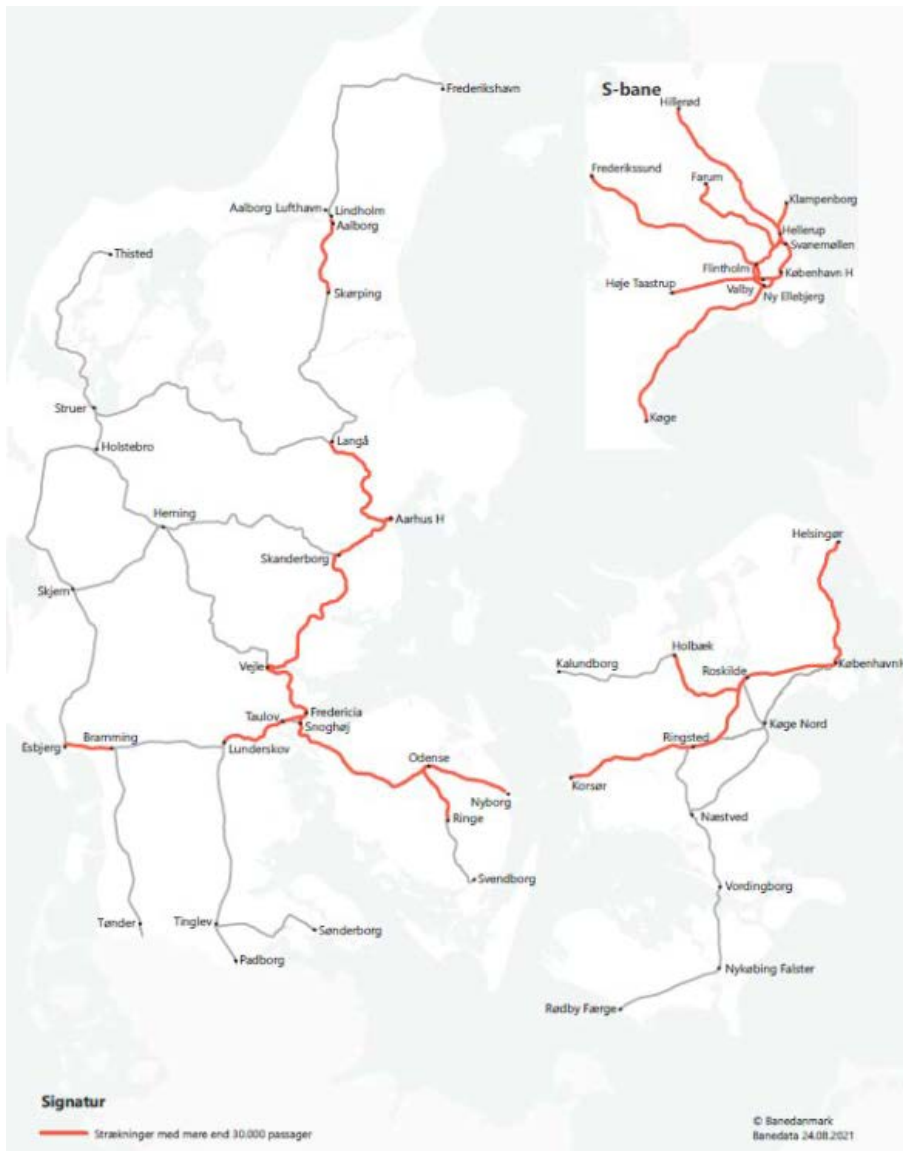 Frederikshavn
S-bane
Hillerød
Frederikssund
Farum
Klampenborg
Aalborg Lufthavn
Lindholm
Aalborg
Hellerup
Svanemøllen
Thisted
Flintholm
København H
Høje Taastrup
Valby
Ny Ellebjerg
Skørping
Struer
Køge
Langå
Holstebro
Herning
Aarhus H
Skanderborg
Helsingør
Skjern
Holbæk
Kalundborg
Roskilde
KøbenhavnH
Vejle
Fredericia
Taulov
Snoghøj
Køge Nord
Esbjerg
Bramming
Lunderskov
Ringsted
Odense
Korsør
Nyborg
Ringe
Næstved
Svendborg
Vordingborg
Tønder
Tinglev
Sønderborg
Padborg
Nykøbing Falster
Rødby Færge
Signatur
Strækninger med mere end 30.000 passager
© Banedanmark
Banedata 24.08.2021